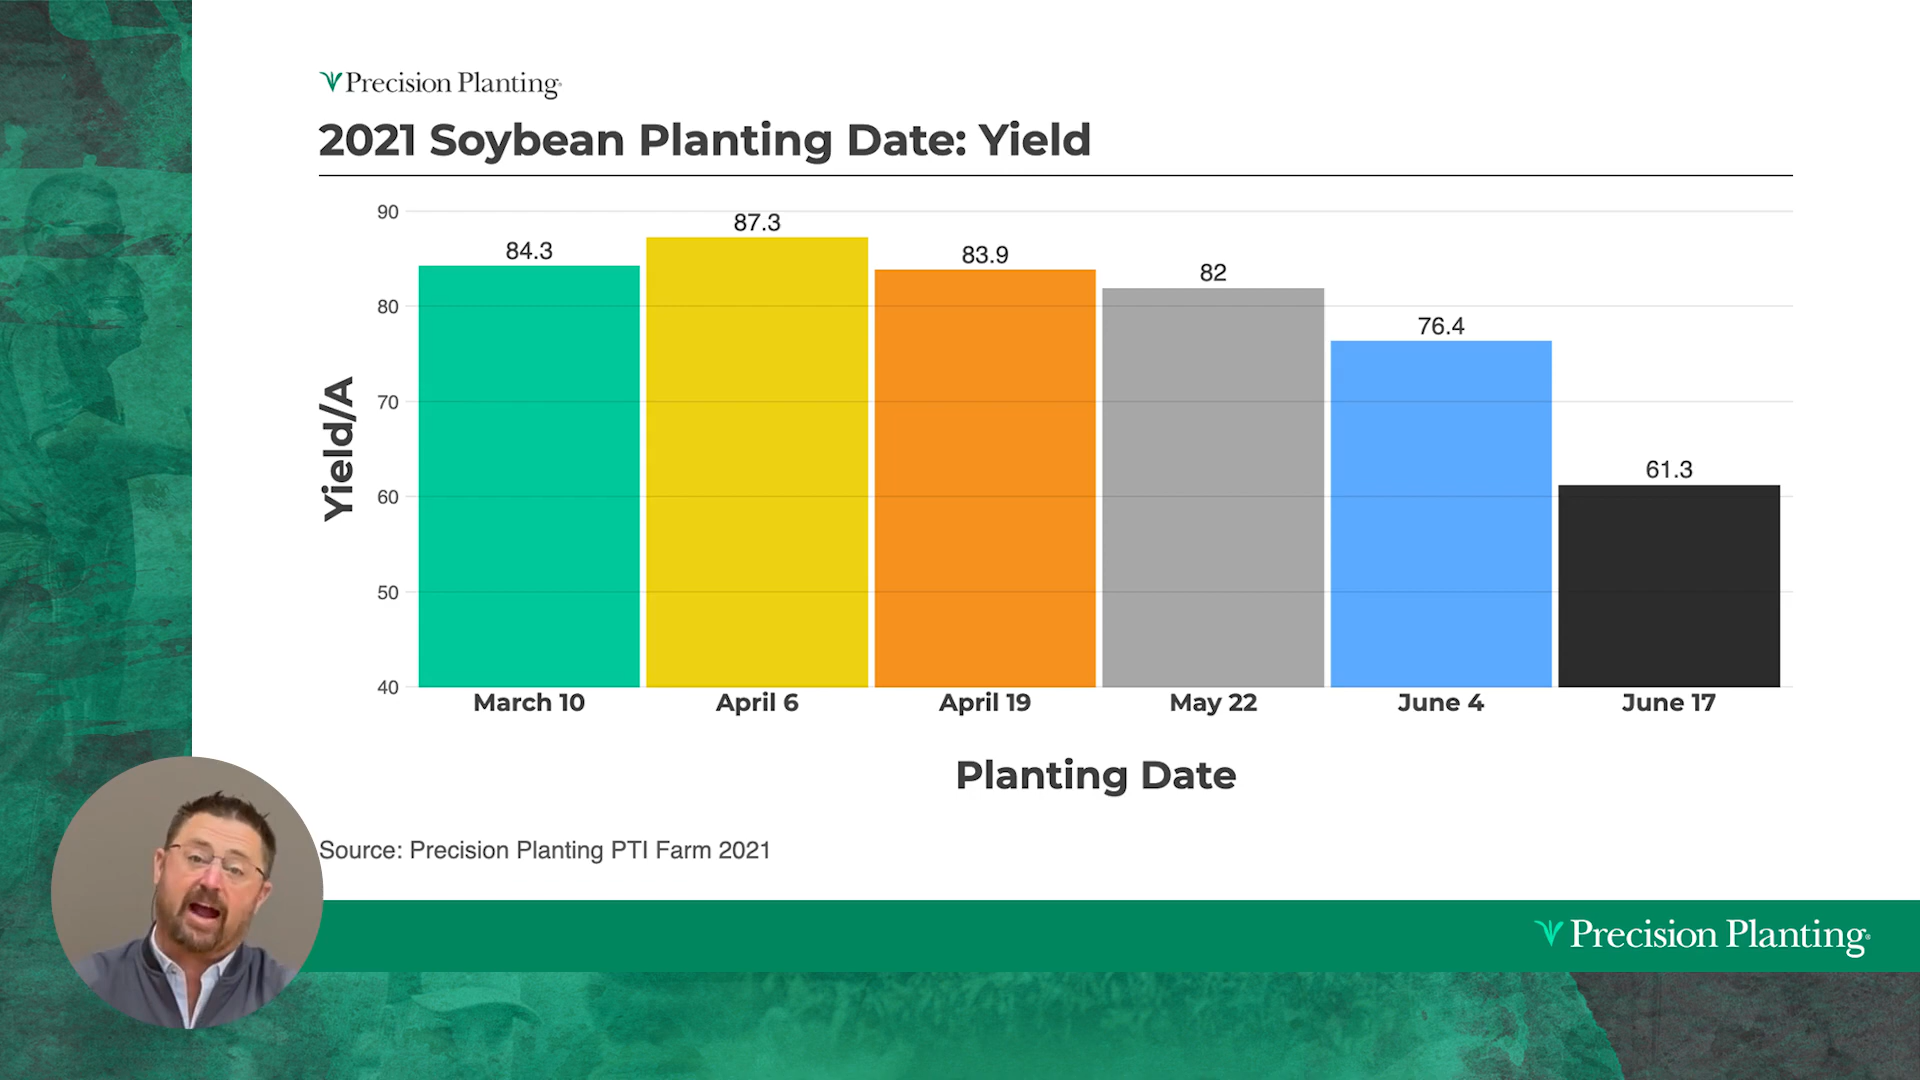 Precision Planting
2021 Soybean Planting Date: Yield
90
80
70
60
50
40
Yield/A
84.3
87.3
83.9
82
76.4
61.3
March 10
April 6
April 19
May 22
June 4
June 17
Planting Date
Source: Precision Planting PTI Farm 2021
Precision Planting